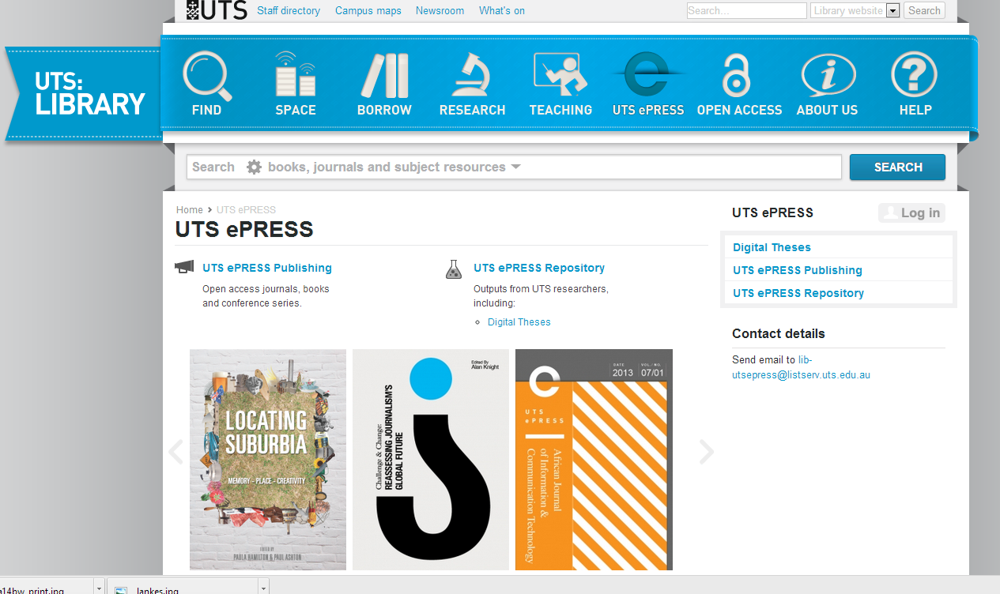 UTS Staff directory Campus maps Newsroom What's on Search... Library website Search
UTS:
LIBRARY
FIND SPACE BORROW RESEARCH TEACHING UTS ePRESS OPEN ACCESS ABOUT US HELP
Search books, journals and subject resources SEARCH
Home › UTS ePRESS
UTS ePRESS
UTS ePRESS Publishing
Open access journals, books
and conference series.
UTS ePRESS Repository
Outputs from UTS researchers,
including:
Digital Theses
UTS ePRESS Log in
Digital Theses
UTS ePRESS Publishing
UTS ePRESS Repository
Contact details
Send email to lib-
utsepress@listserv.uts.edu.au
LOCATING
SUBURBIA
MEMORY - PLACE - CREATIVITY
EDITED BY
PAULA HAMILTON & PAUL ASHTON
Edited By
Alan Knight
Challenge & Change:
REASSESSING JOURNALISM'S
GLOBAL FUTURE
DATE VOL./NO.
2013 07/01
UTS
ePRESS
African Journal
of Information &
Communication Technology
a14bw_print.jpg lankes.jpg